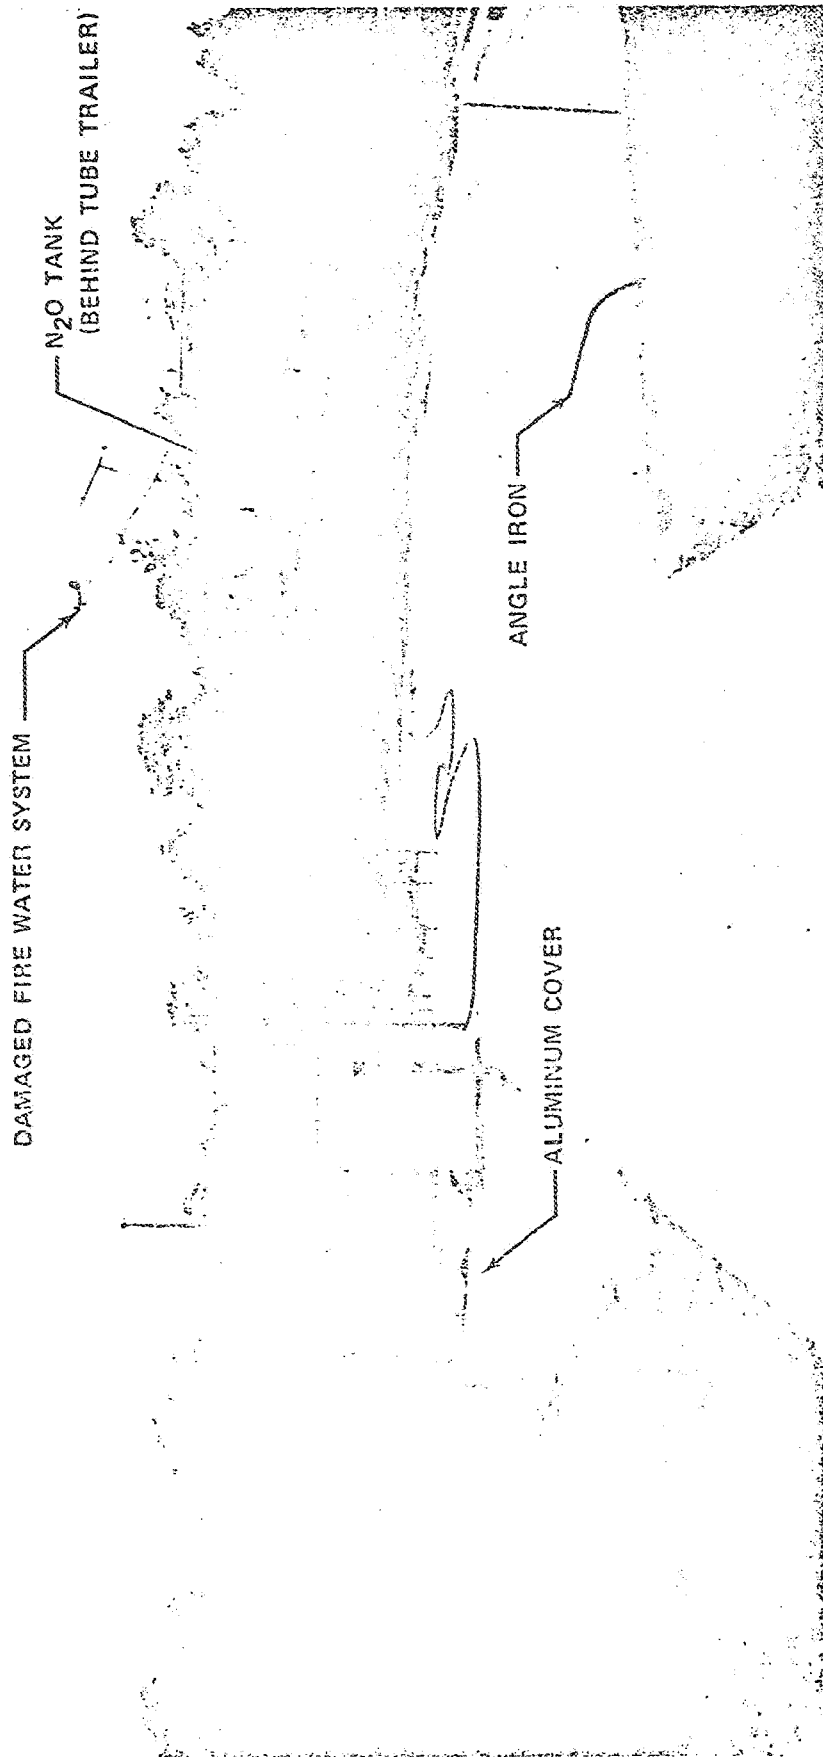 DAMAGED FIRE WATER SYSTEM
N₂O TANK
(BEHIND TUBE TRAILER)
ANGLE IRON
ALUMINUM COVER